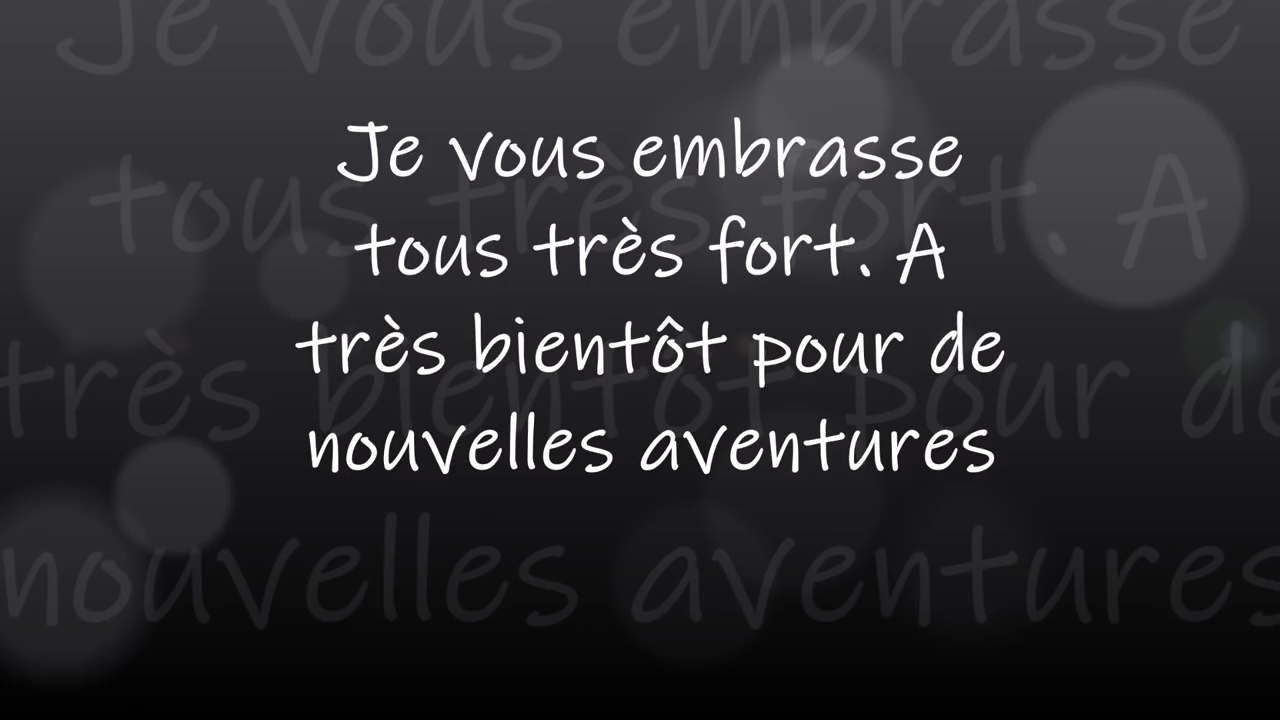 Je vous embrasse
tous très fort. A
très bientôt pour de
nouvelles aventures